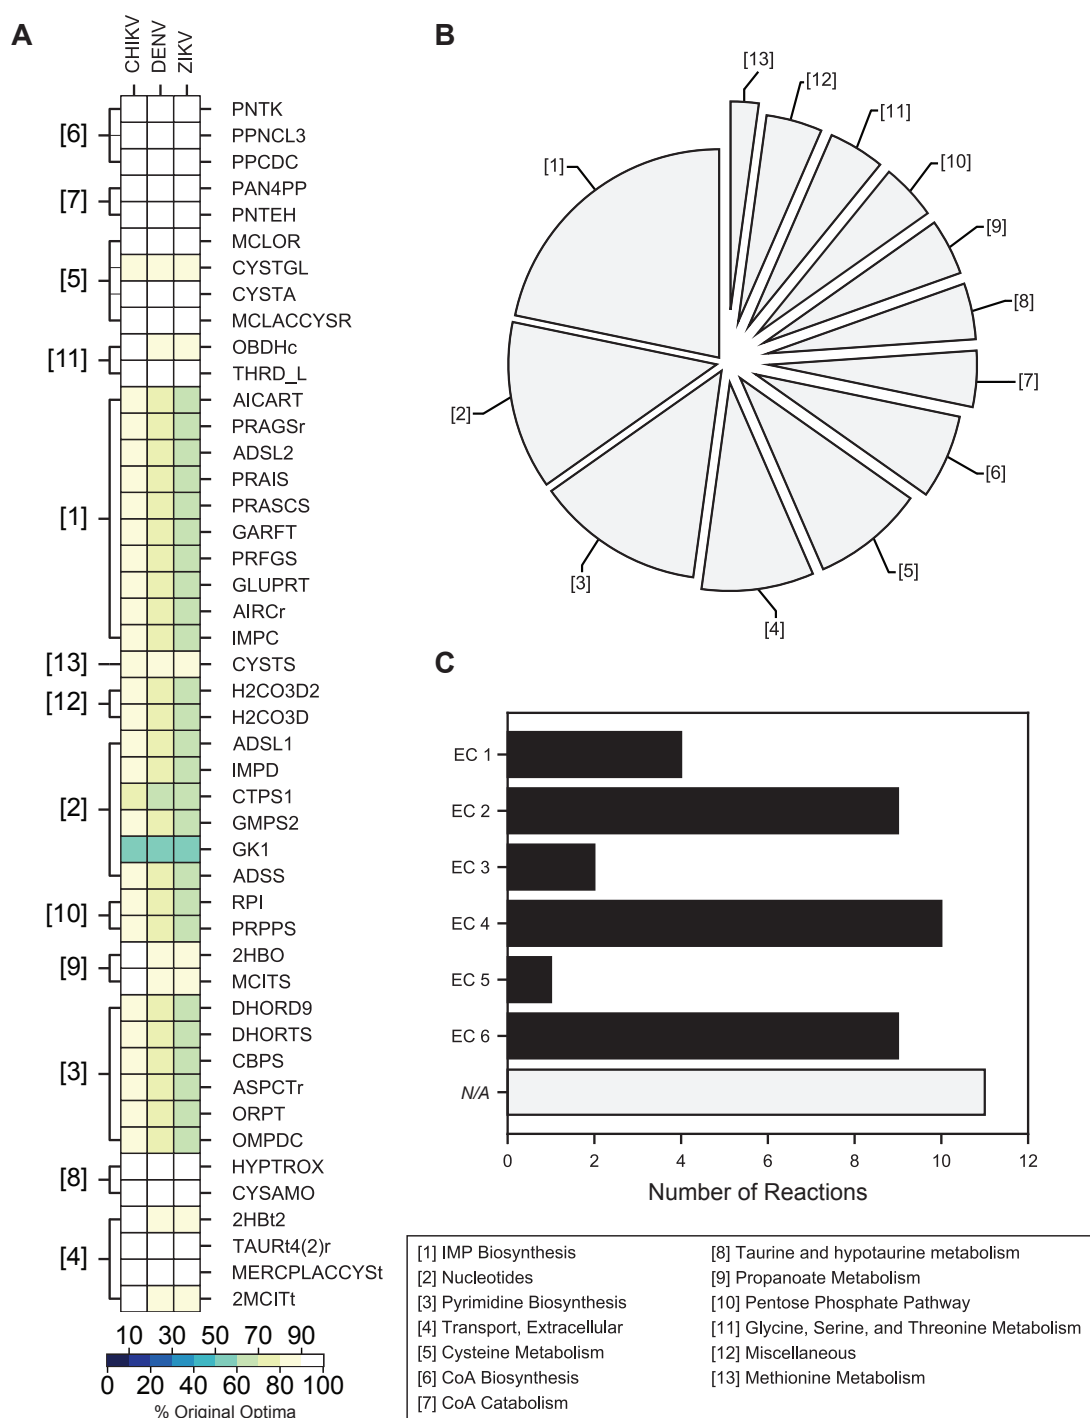 A
CHIKV
DENV
ZIKV
[6]
[7]
[5]
[11]
[1]
[13]
[12]
[2]
[10]
[9]
[3]
[8]
[4]
PNTK
PPNCL3
PPCDC
PAN4PP
PNTEH
MCLOR
CYSTGL
CYSTA
MCLACCYSR
OBDHc
THRD_L
AICART
PRAGSr
ADSL2
PRAIS
PRASCS
GARFT
PRFGS
GLUPRT
AIRCr
IMPC
CYSTS
H2CO3D2
H2CO3D
ADSL1
IMPD
CTPS1
GMPS2
GK1
ADSS
RPI
PRPPS
2HBO
MCITS
DHORD9
DHORTS
CBPS
ASPCTr
ORPT
OMPDC
HYPTROX
CYSAMO
2HBt2
TAURt4(2)r
MERCPLACCYSt
2MCITt
10 30 50 70 90
0 20 40 60 80 100
% Original Optima
B
[13]
[12]
[11]
[10]
[9]
[8]
[7]
[6]
[5]
[4]
[3]
[2]
[1]
C
EC 1
EC 2
EC 3
EC 4
EC 5
EC 6
N/A
0 2 4 6 8 10 12
Number of Reactions
[1] IMP Biosynthesis
[2] Nucleotides
[3] Pyrimidine Biosynthesis
[4] Transport, Extracellular
[5] Cysteine Metabolism
[6] CoA Biosynthesis
[7] CoA Catabolism
[8] Taurine and hypotaurine metabolism
[9] Propanoate Metabolism
[10] Pentose Phosphate Pathway
[11] Glycine, Serine, and Threonine Metabolism
[12] Miscellaneous
[13] Methionine Metabolism